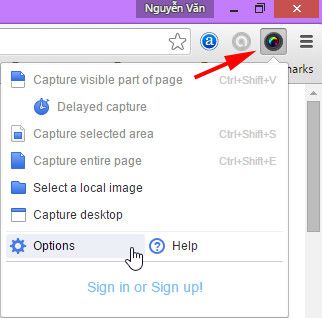 Nguyễn Văn
a
Capture visible part of page Ctrl+Shift+V
marks
Delayed capture
Capture selected area Ctrl+Shift+S
Capture entire page Ctrl+Shift+E
Select a local image
Capture desktop
Options Help
Sign in or Sign up!